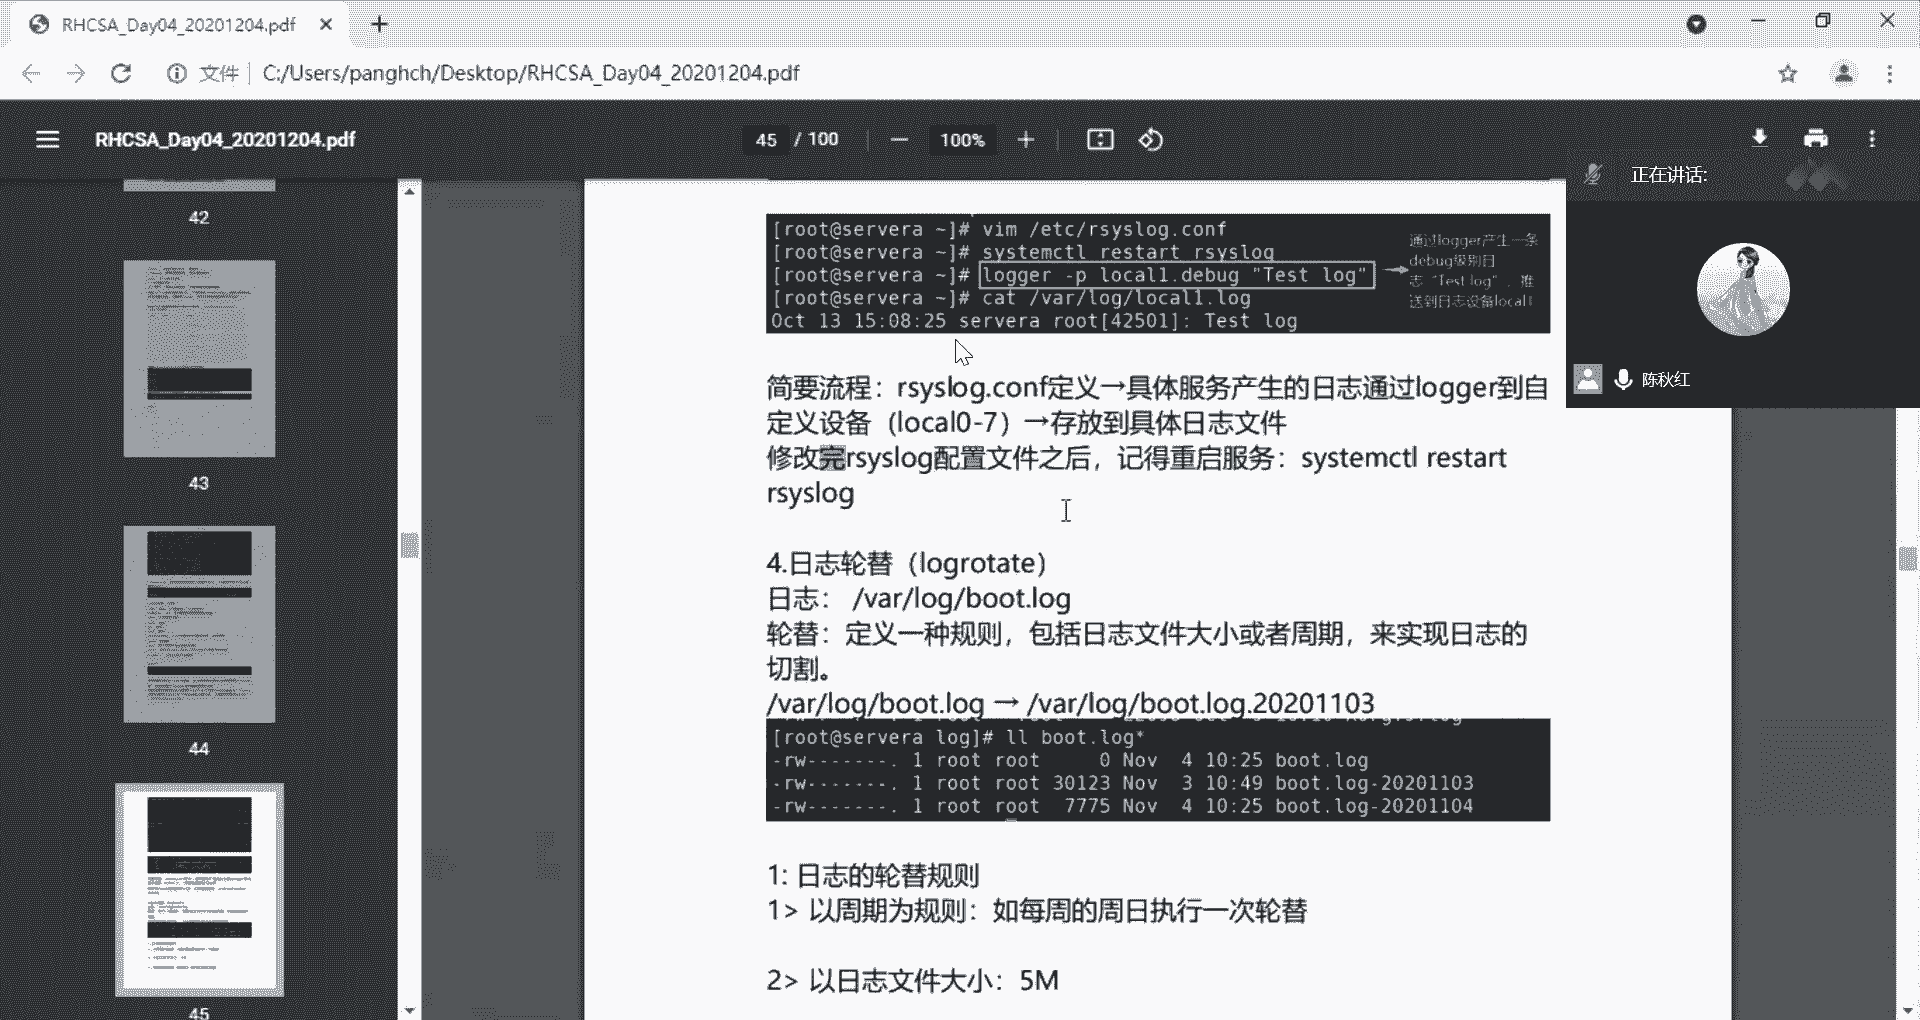 RHCSA_Day04_20201204.pdf
文件
C:/Users/panghch/Desktop/RHCSA_Day04_20201204.pdf
RHCSA_Day04_20201204.pdf
45 / 100
100%
正在讲话:
陈秋红
42
43
44
45
[root@servera ~]# vim /etc/rsyslog.conf
[root@servera ~]# systemctl restart rsyslog
[root@servera ~]# logger -p local1.debug "Test log"
[root@servera ~]# cat /var/log/local1.log
Oct 13 15:08:25 servera root[42501]: Test log
通过logger产生一条
debug级别日
志“Test log”，推
送到日志设备local1
简要流程：rsyslog.conf定义→具体服务产生的日志通过logger到自
定义设备（local0-7）→存放到具体日志文件
修改完rsyslog配置文件之后，记得重启服务：systemctl restart
rsyslog
4.日志轮替（logrotate）
日志： /var/log/boot.log
轮替：定义一种规则，包括日志文件大小或者周期，来实现日志的
切割。
/var/log/boot.log → /var/log/boot.log.20201103
[root@servera log]# ll boot.log*
-rw-------. 1 root root     0 Nov  4 10:25 boot.log
-rw-------. 1 root root 30123 Nov  3 10:49 boot.log-20201103
-rw-------. 1 root root  7775 Nov  4 10:25 boot.log-20201104
1: 日志的轮替规则
1> 以周期为规则：如每周的周日执行一次轮替
2> 以日志文件大小：5M